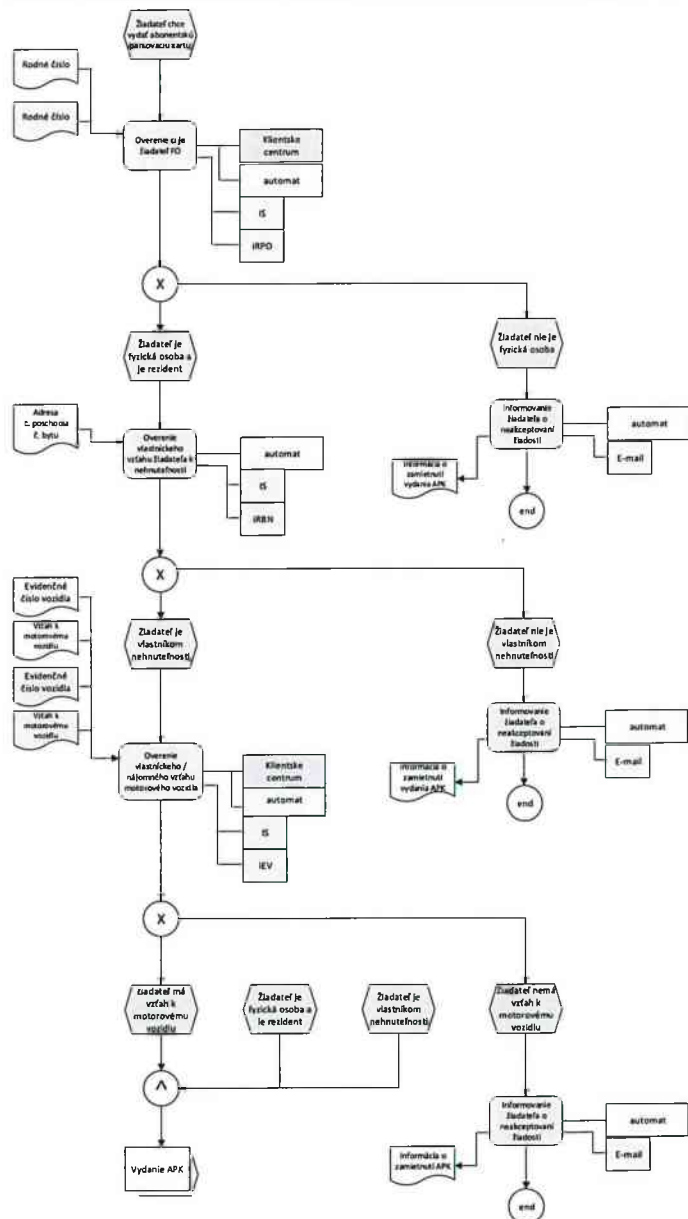 Žiadateľ chce
vydať abonentskú
parkovaciu kartu
Rodné číslo
Rodné číslo
Overenie či je
žiadateľ FO
Klientske
centrum
automat
IS
IRPO
X
Žiadateľ je
fyzická osoba a
je rezident
Žiadateľ nie je
fyzická osoba
Adresa
č. poschodia
č. bytu
Overenie
vlastníckeho
vzťahu žiadateľa k
nehnuteľnosti
automat
IS
IRBN
Informovanie
žiadateľa o
neakceptovaní
žiadosti
automat
E-mail
Informácia o
zamietnutí
vydania APK
end
X
Evidenčné
číslo vozidla
Vzťah k
motorovému
vozidlu
Evidenčné
číslo vozidla
Vzťah k
motorovému
vozidlu
Žiadateľ je
vlastníkom
nehnuteľnosti
Žiadateľ nie je
vlastníkom
nehnuteľnosti
Overenie
vlastníckeho /
nájomného vzťahu
motorového vozidla
Klientske
centrum
automat
IS
IEV
Informovanie
žiadateľa o
neakceptovaní
žiadosti
automat
E-mail
Informácia o
zamietnutí
vydania APK
end
X
Žiadateľ má
vzťah k
motorovému
vozidlu
Žiadateľ je
fyzická osoba a
je rezident
Žiadateľ je
vlastníkom
nehnuteľnosti
Žiadateľ nemá
vzťah k
motorovému
vozidlu
^
Vydanie APK
Informovanie
žiadateľa o
neakceptovaní
žiadosti
automat
E-mail
Informácia o
zamietnutí APK
end